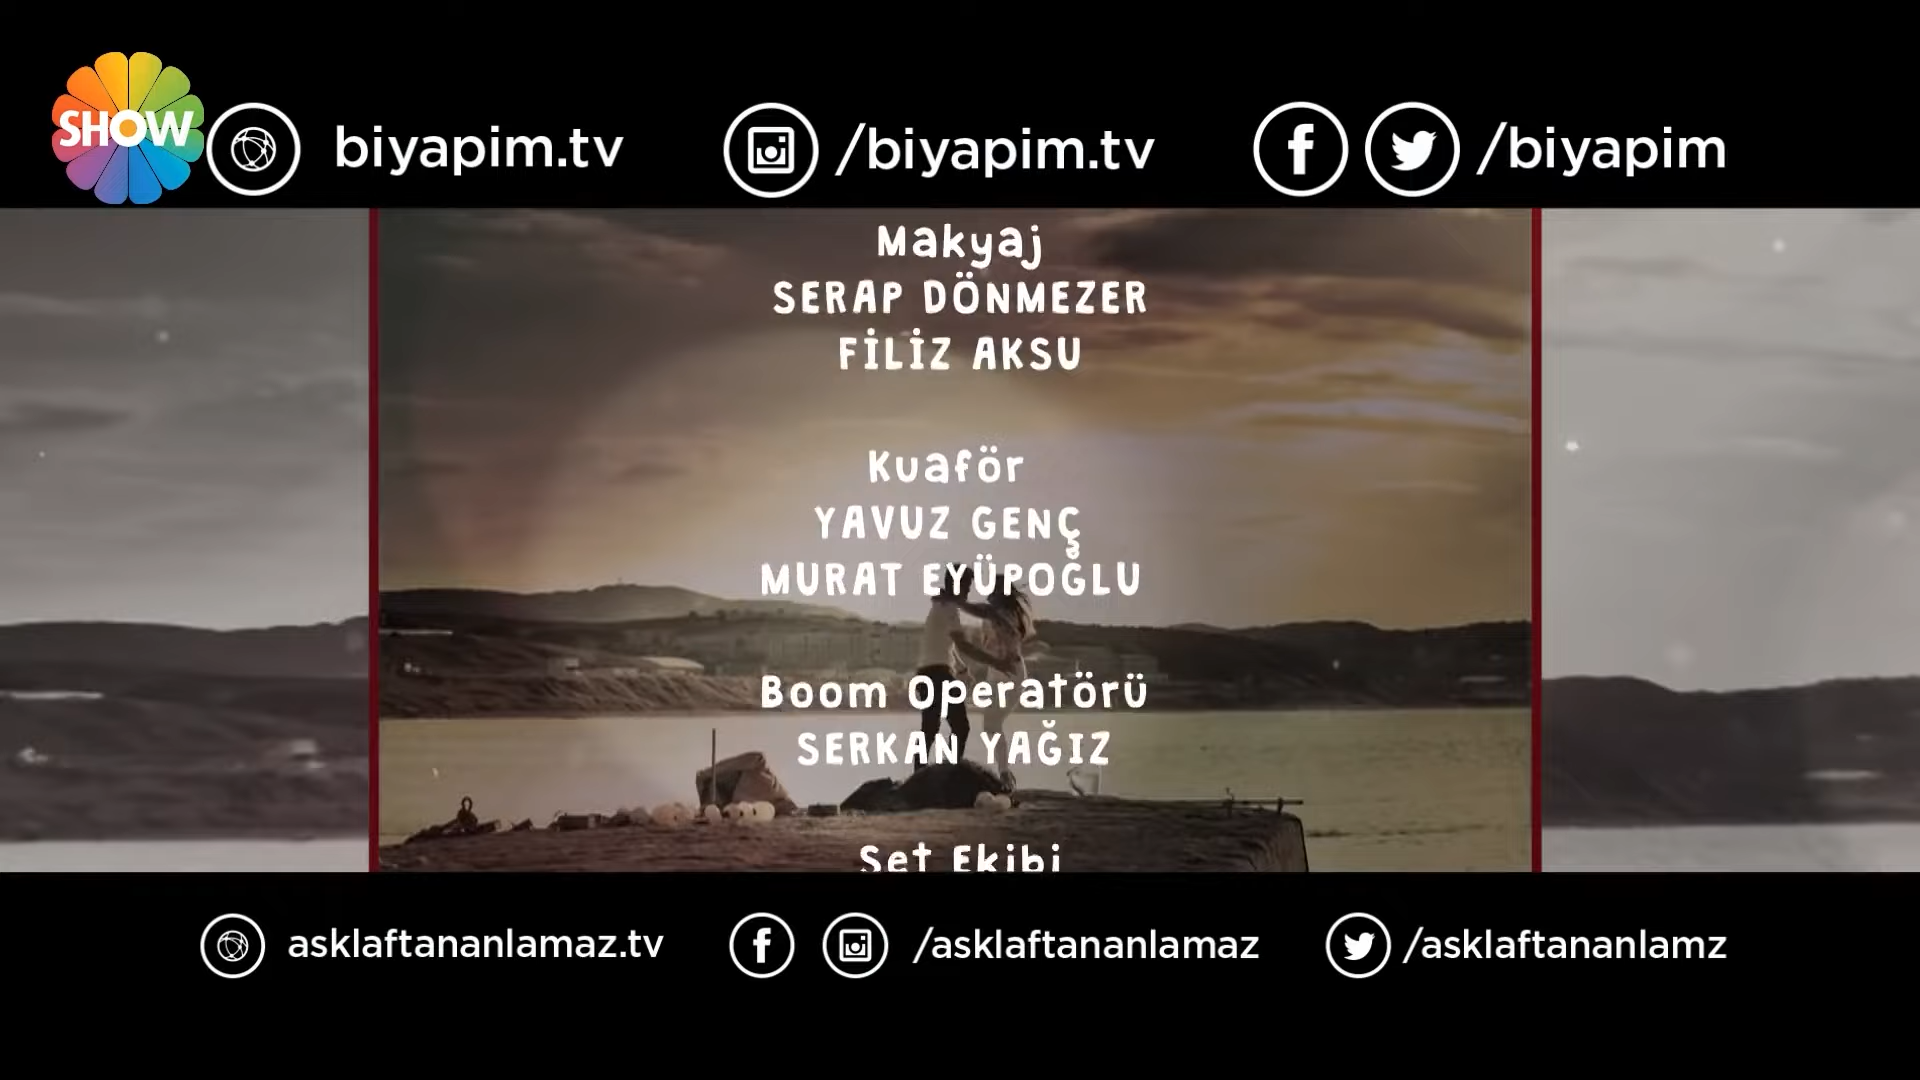 SHOW
biyapim.tv
/biyapim.tv
/biyapim
Makyaj
SERAP DÖNMEZER
FİLİZ AKSU
Kuaför
YAVUZ GENÇ
MURAT EYÜPOĞLU
Boom Operatörü
SERKAN YAĞIZ
Set Ekibi
asklaftananlamaz.tv
/asklaftananlamaz
/asklaftananlamz